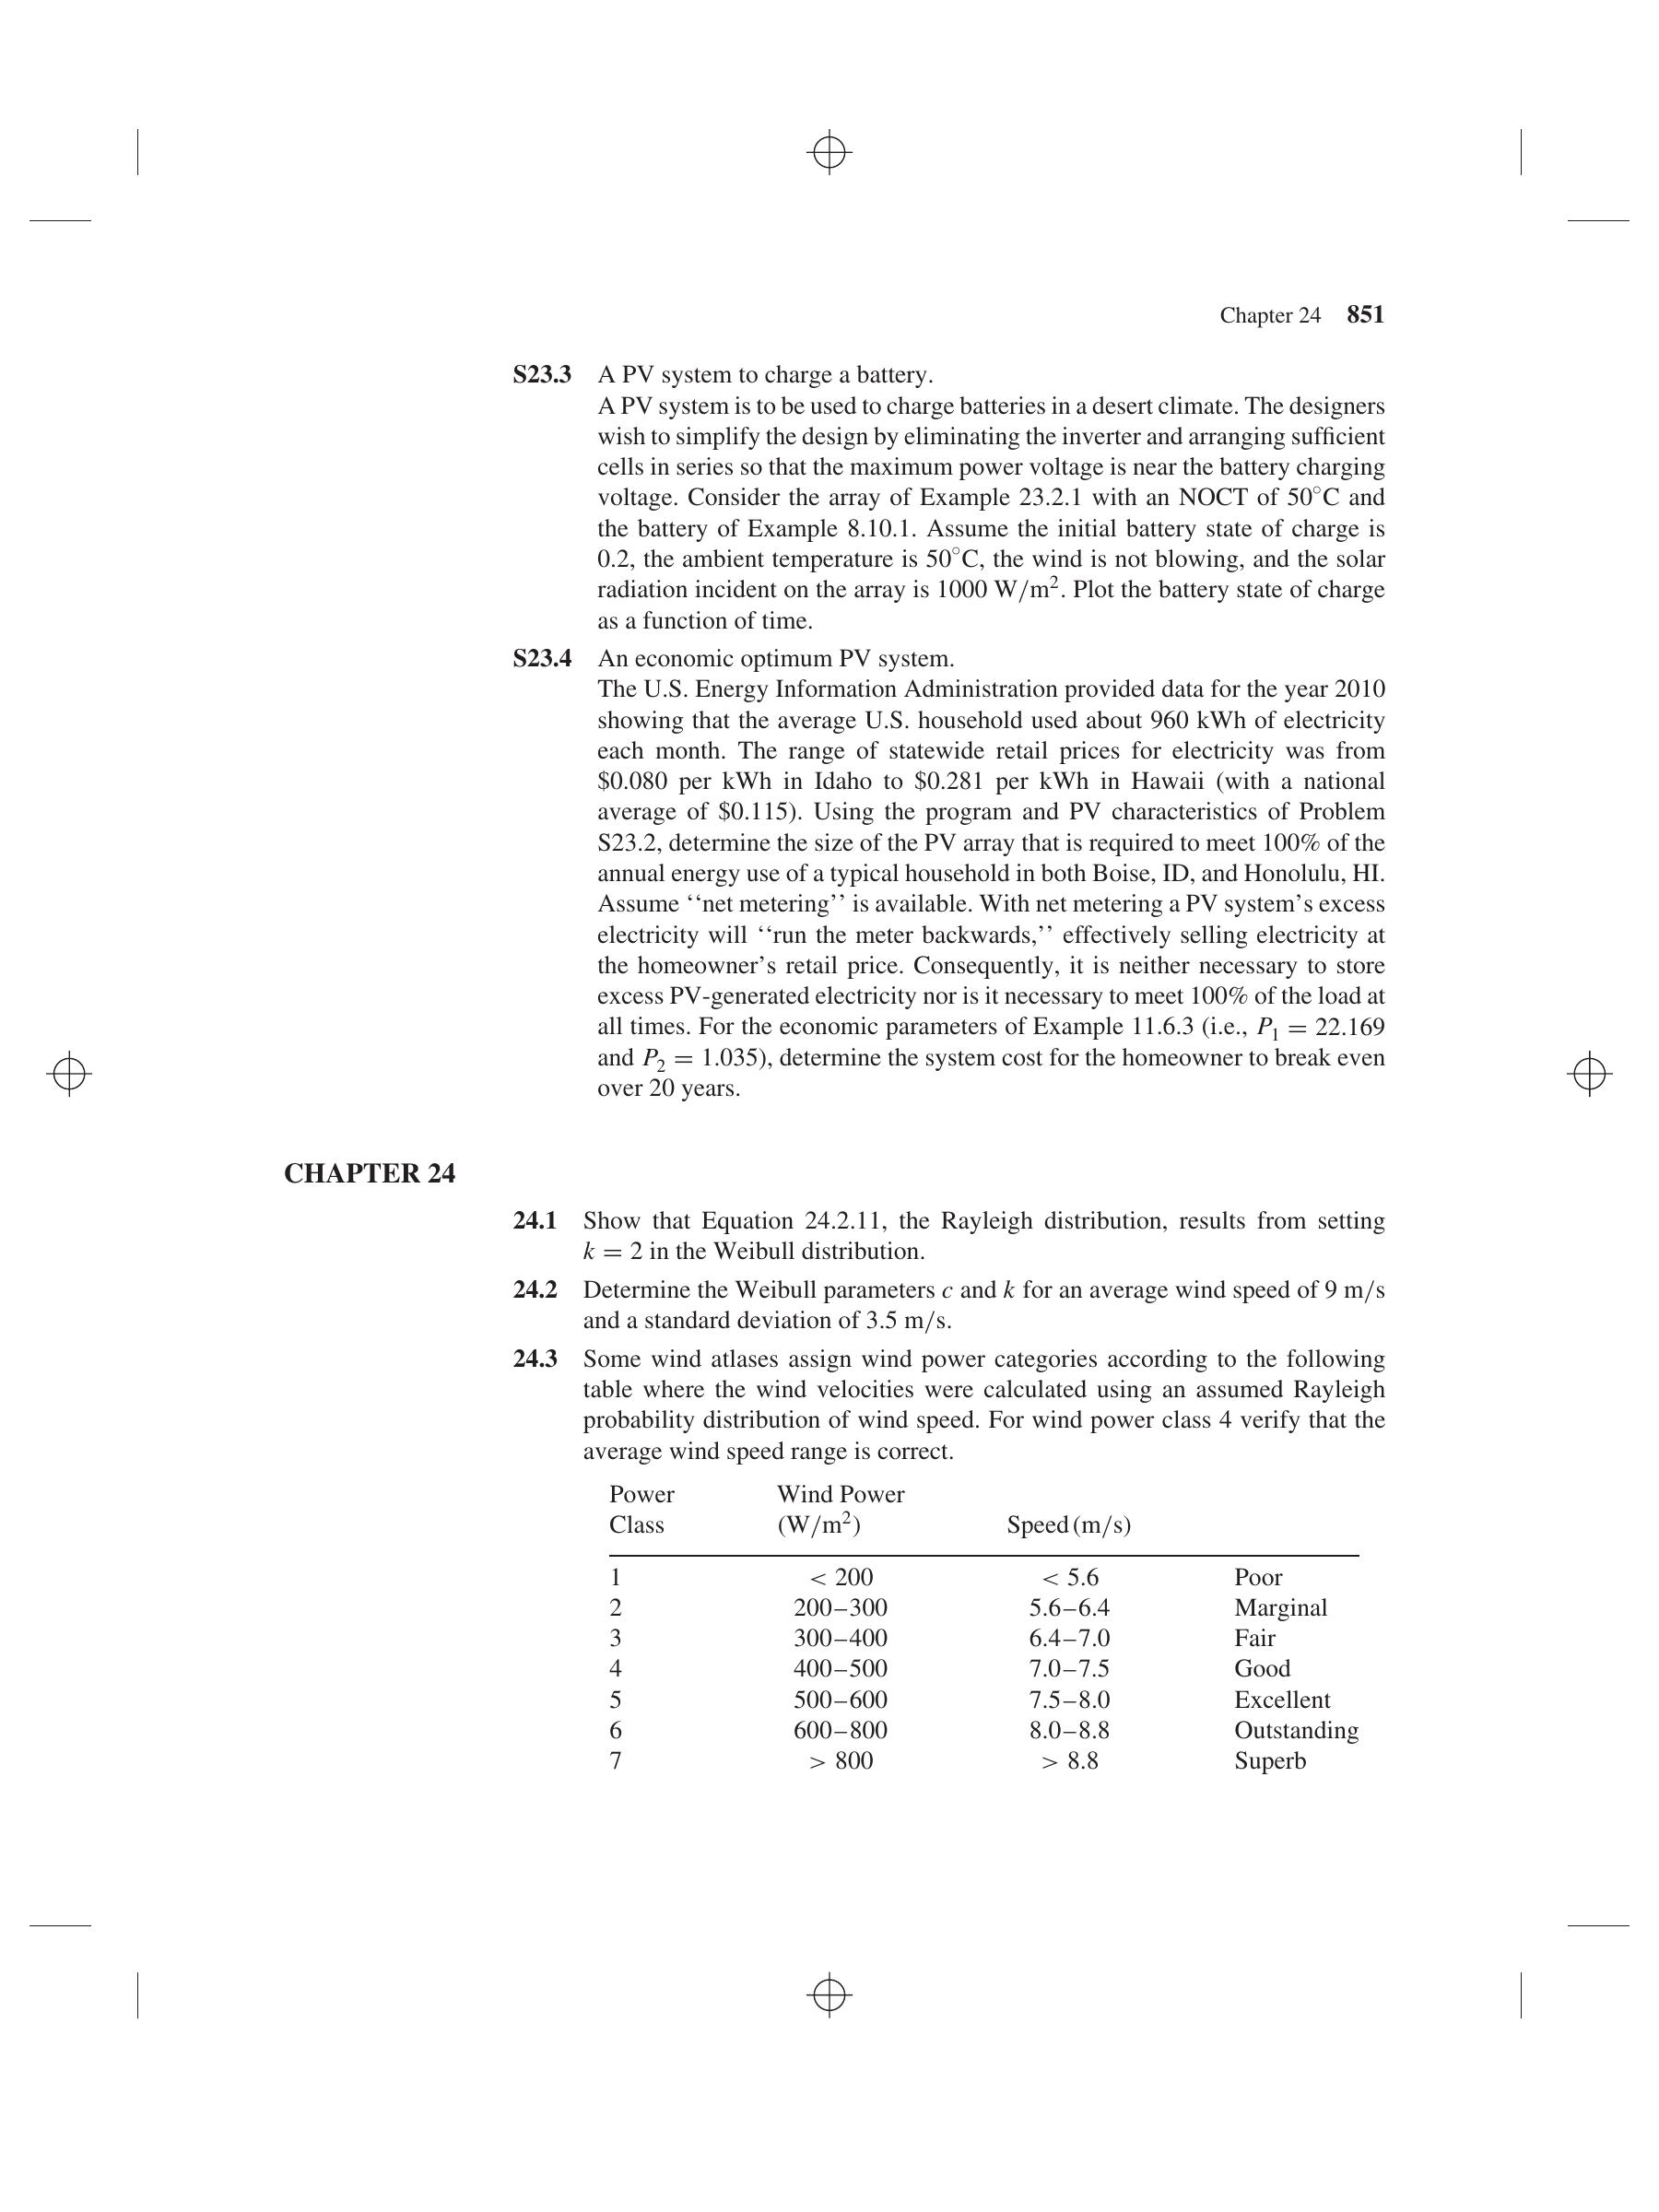 Chapter 24 851
S23.3 A PV system to charge a battery.
A PV system is to be used to charge batteries in a desert climate. The designers
wish to simplify the design by eliminating the inverter and arranging sufficient
cells in series so that the maximum power voltage is near the battery charging
voltage. Consider the array of Example 23.2.1 with an NOCT of 50°C and
the battery of Example 8.10.1. Assume the initial battery state of charge is
0.2, the ambient temperature is 50°C, the wind is not blowing, and the solar
radiation incident on the array is 1000 W/m². Plot the battery state of charge
as a function of time.
S23.4 An economic optimum PV system.
The U.S. Energy Information Administration provided data for the year 2010
showing that the average U.S. household used about 960 kWh of electricity
each month. The range of statewide retail prices for electricity was from
$0.080 per kWh in Idaho to $0.281 per kWh in Hawaii (with a national
average of $0.115). Using the program and PV characteristics of Problem
S23.2, determine the size of the PV array that is required to meet 100% of the
annual energy use of a typical household in both Boise, ID, and Honolulu, HI.
Assume ‘‘net metering’’ is available. With net metering a PV system’s excess
electricity will ‘‘run the meter backwards,’’ effectively selling electricity at
the homeowner’s retail price. Consequently, it is neither necessary to store
excess PV-generated electricity nor is it necessary to meet 100% of the load at
all times. For the economic parameters of Example 11.6.3 (i.e., P₁ = 22.169
and P₂ = 1.035), determine the system cost for the homeowner to break even
over 20 years.
CHAPTER 24
24.1 Show that Equation 24.2.11, the Rayleigh distribution, results from setting
k = 2 in the Weibull distribution.
24.2 Determine the Weibull parameters c and k for an average wind speed of 9 m/s
and a standard deviation of 3.5 m/s.
24.3 Some wind atlases assign wind power categories according to the following
table where the wind velocities were calculated using an assumed Rayleigh
probability distribution of wind speed. For wind power class 4 verify that the
average wind speed range is correct.
Power Wind Power
Class (W/m²) Speed (m/s)
1 < 200 < 5.6 Poor
2 200–300 5.6–6.4 Marginal
3 300–400 6.4–7.0 Fair
4 400–500 7.0–7.5 Good
5 500–600 7.5–8.0 Excellent
6 600–800 8.0–8.8 Outstanding
7 > 800 > 8.8 Superb